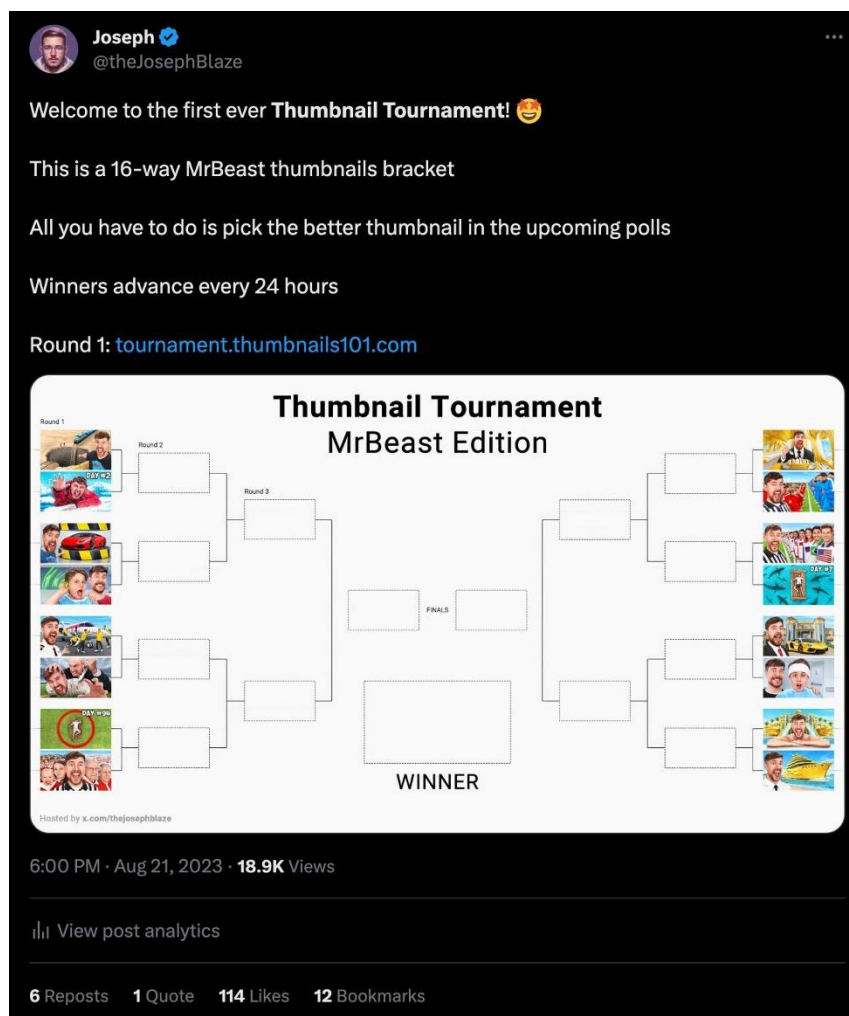 Joseph
@theJosephBlaze
Welcome to the first ever Thumbnail Tournament! 🤩
This is a 16-way MrBeast thumbnails bracket
All you have to do is pick the better thumbnail in the upcoming polls
Winners advance every 24 hours
Round 1: tournament.thumbnails101.com
Thumbnail Tournament
MrBeast Edition
Round 1
Round 2
Round 3
DAY #2
DAY #7
DAY #94
FINALS
WINNER
Hosted by x.com/thejosephblaze
6:00 PM · Aug 21, 2023 · 18.9K Views
View post analytics
6 Reposts 1 Quote 114 Likes 12 Bookmarks